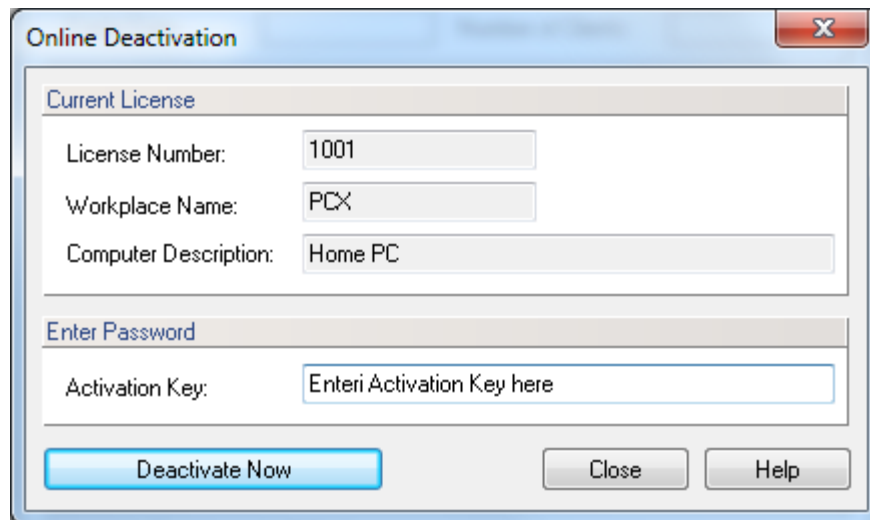 Online Deactivation
Current License
License Number: 1001
Workplace Name: PCX
Computer Description: Home PC
Enter Password
Activation Key: Enteri Activation Key here
Deactivate Now Close Help